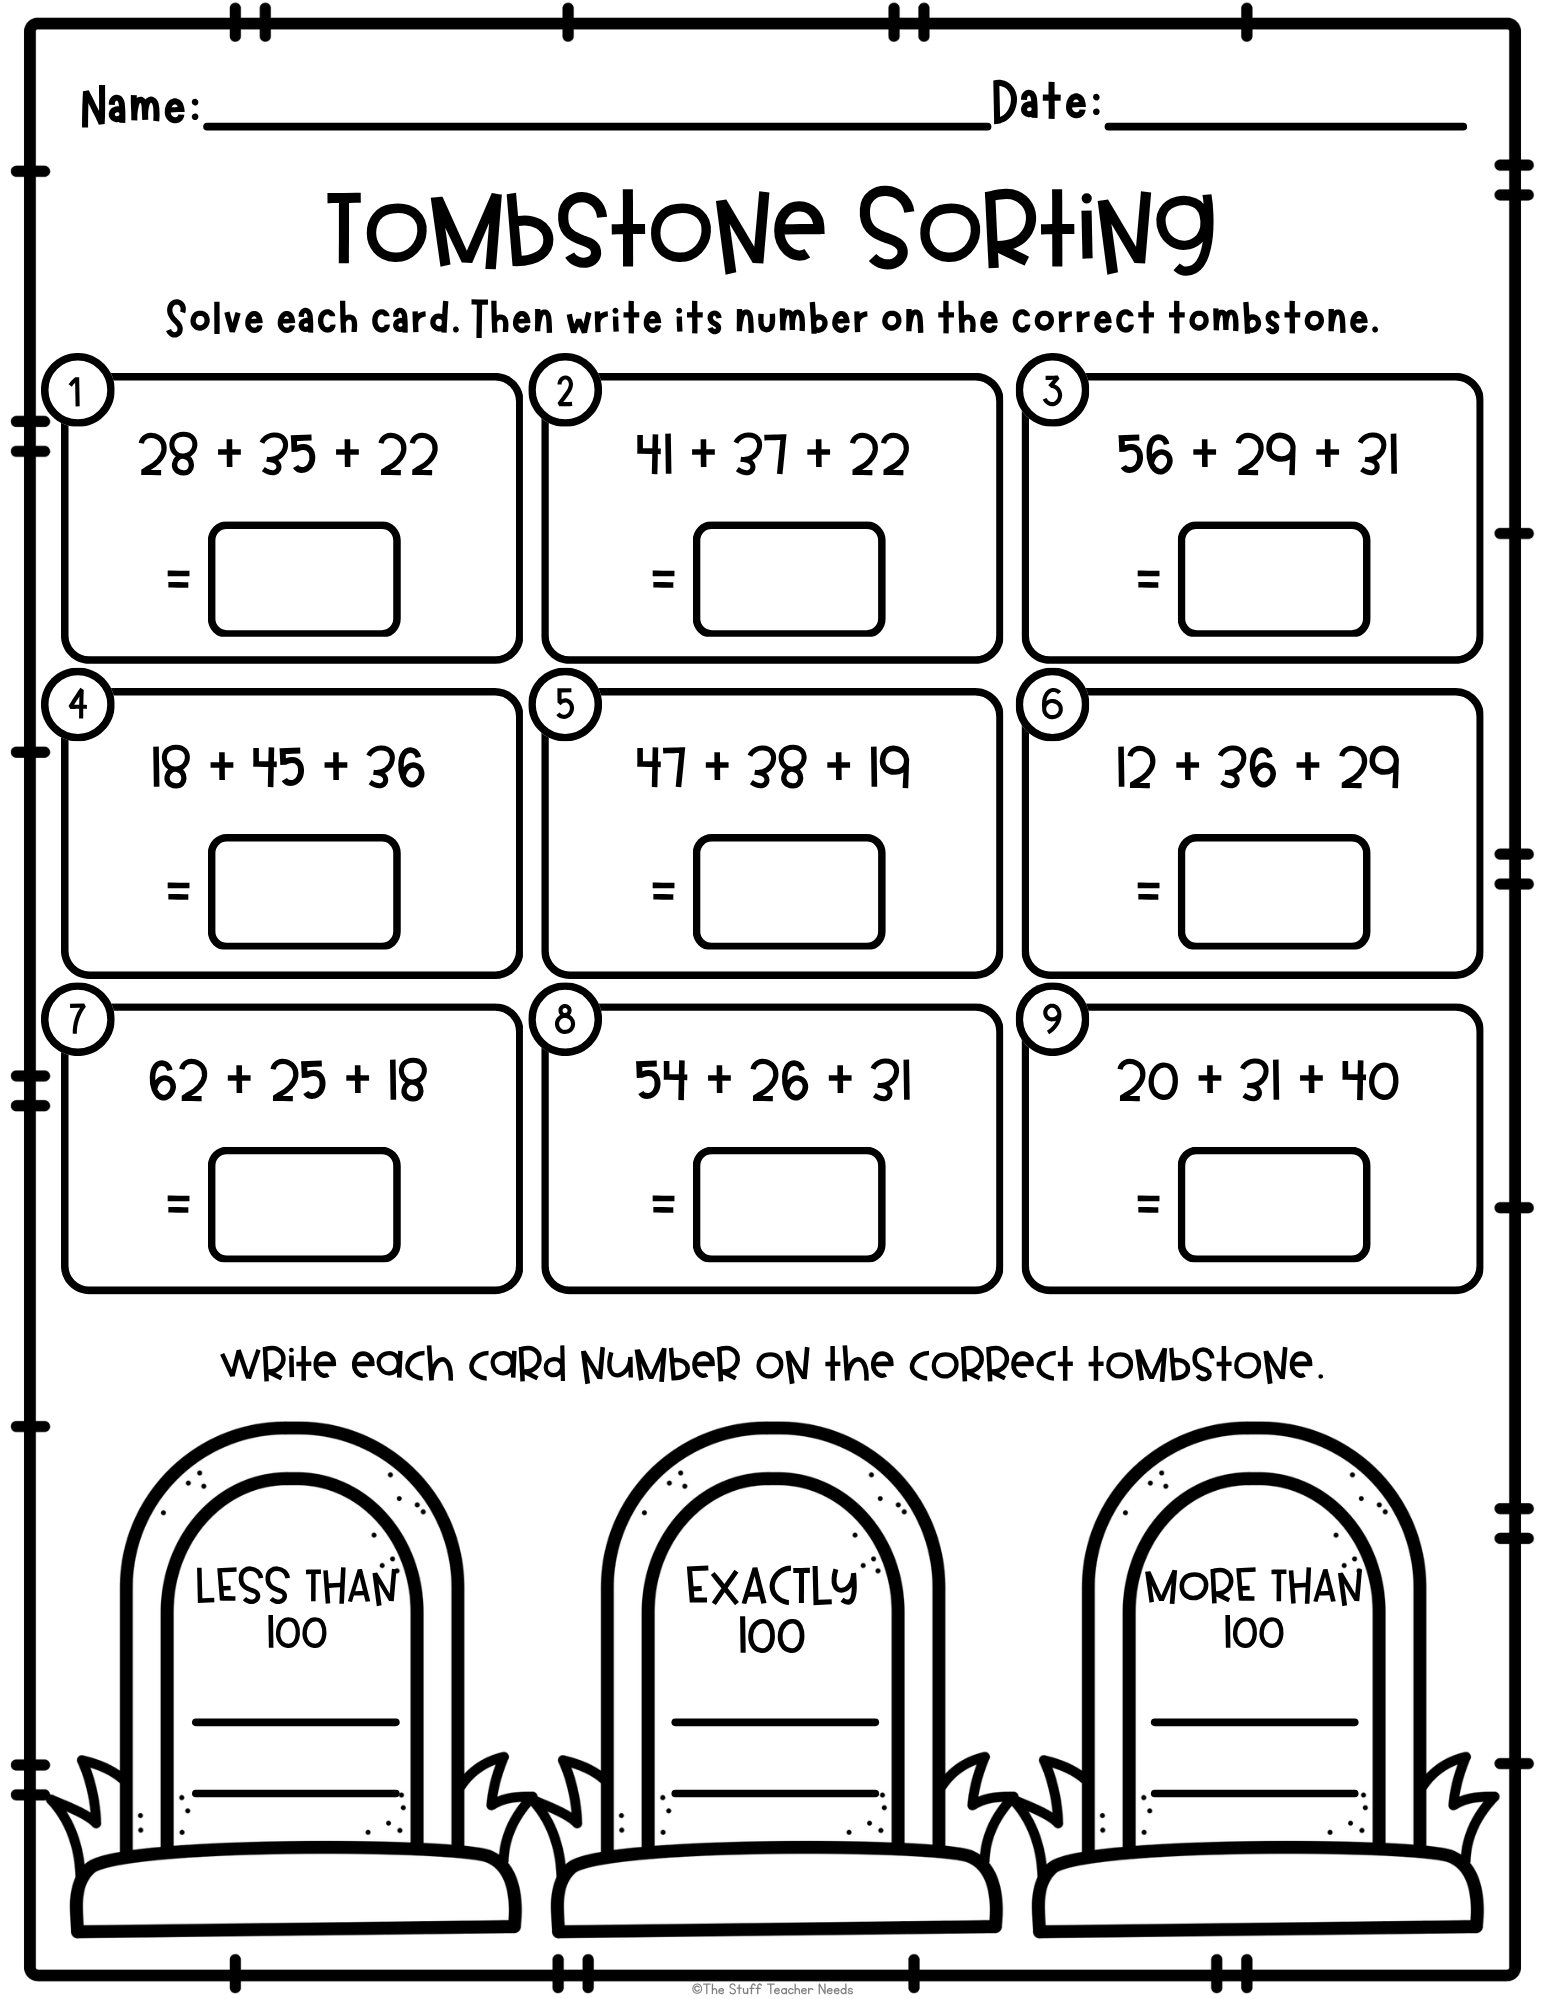 Name: Date:
Tombstone Sorting
Solve each card. Then write its number on the correct tombstone.
1
28 + 35 + 22
=
2
41 + 37 + 22
=
3
56 + 29 + 31
=
4
18 + 45 + 36
=
5
47 + 38 + 19
=
6
12 + 36 + 29
=
7
62 + 25 + 18
=
8
54 + 26 + 31
=
9
20 + 31 + 40
=
Write each card number on the correct tombstone.
LESS THAN
100
EXACTLY
100
MORE THAN
100
©The Stuff Teacher Needs